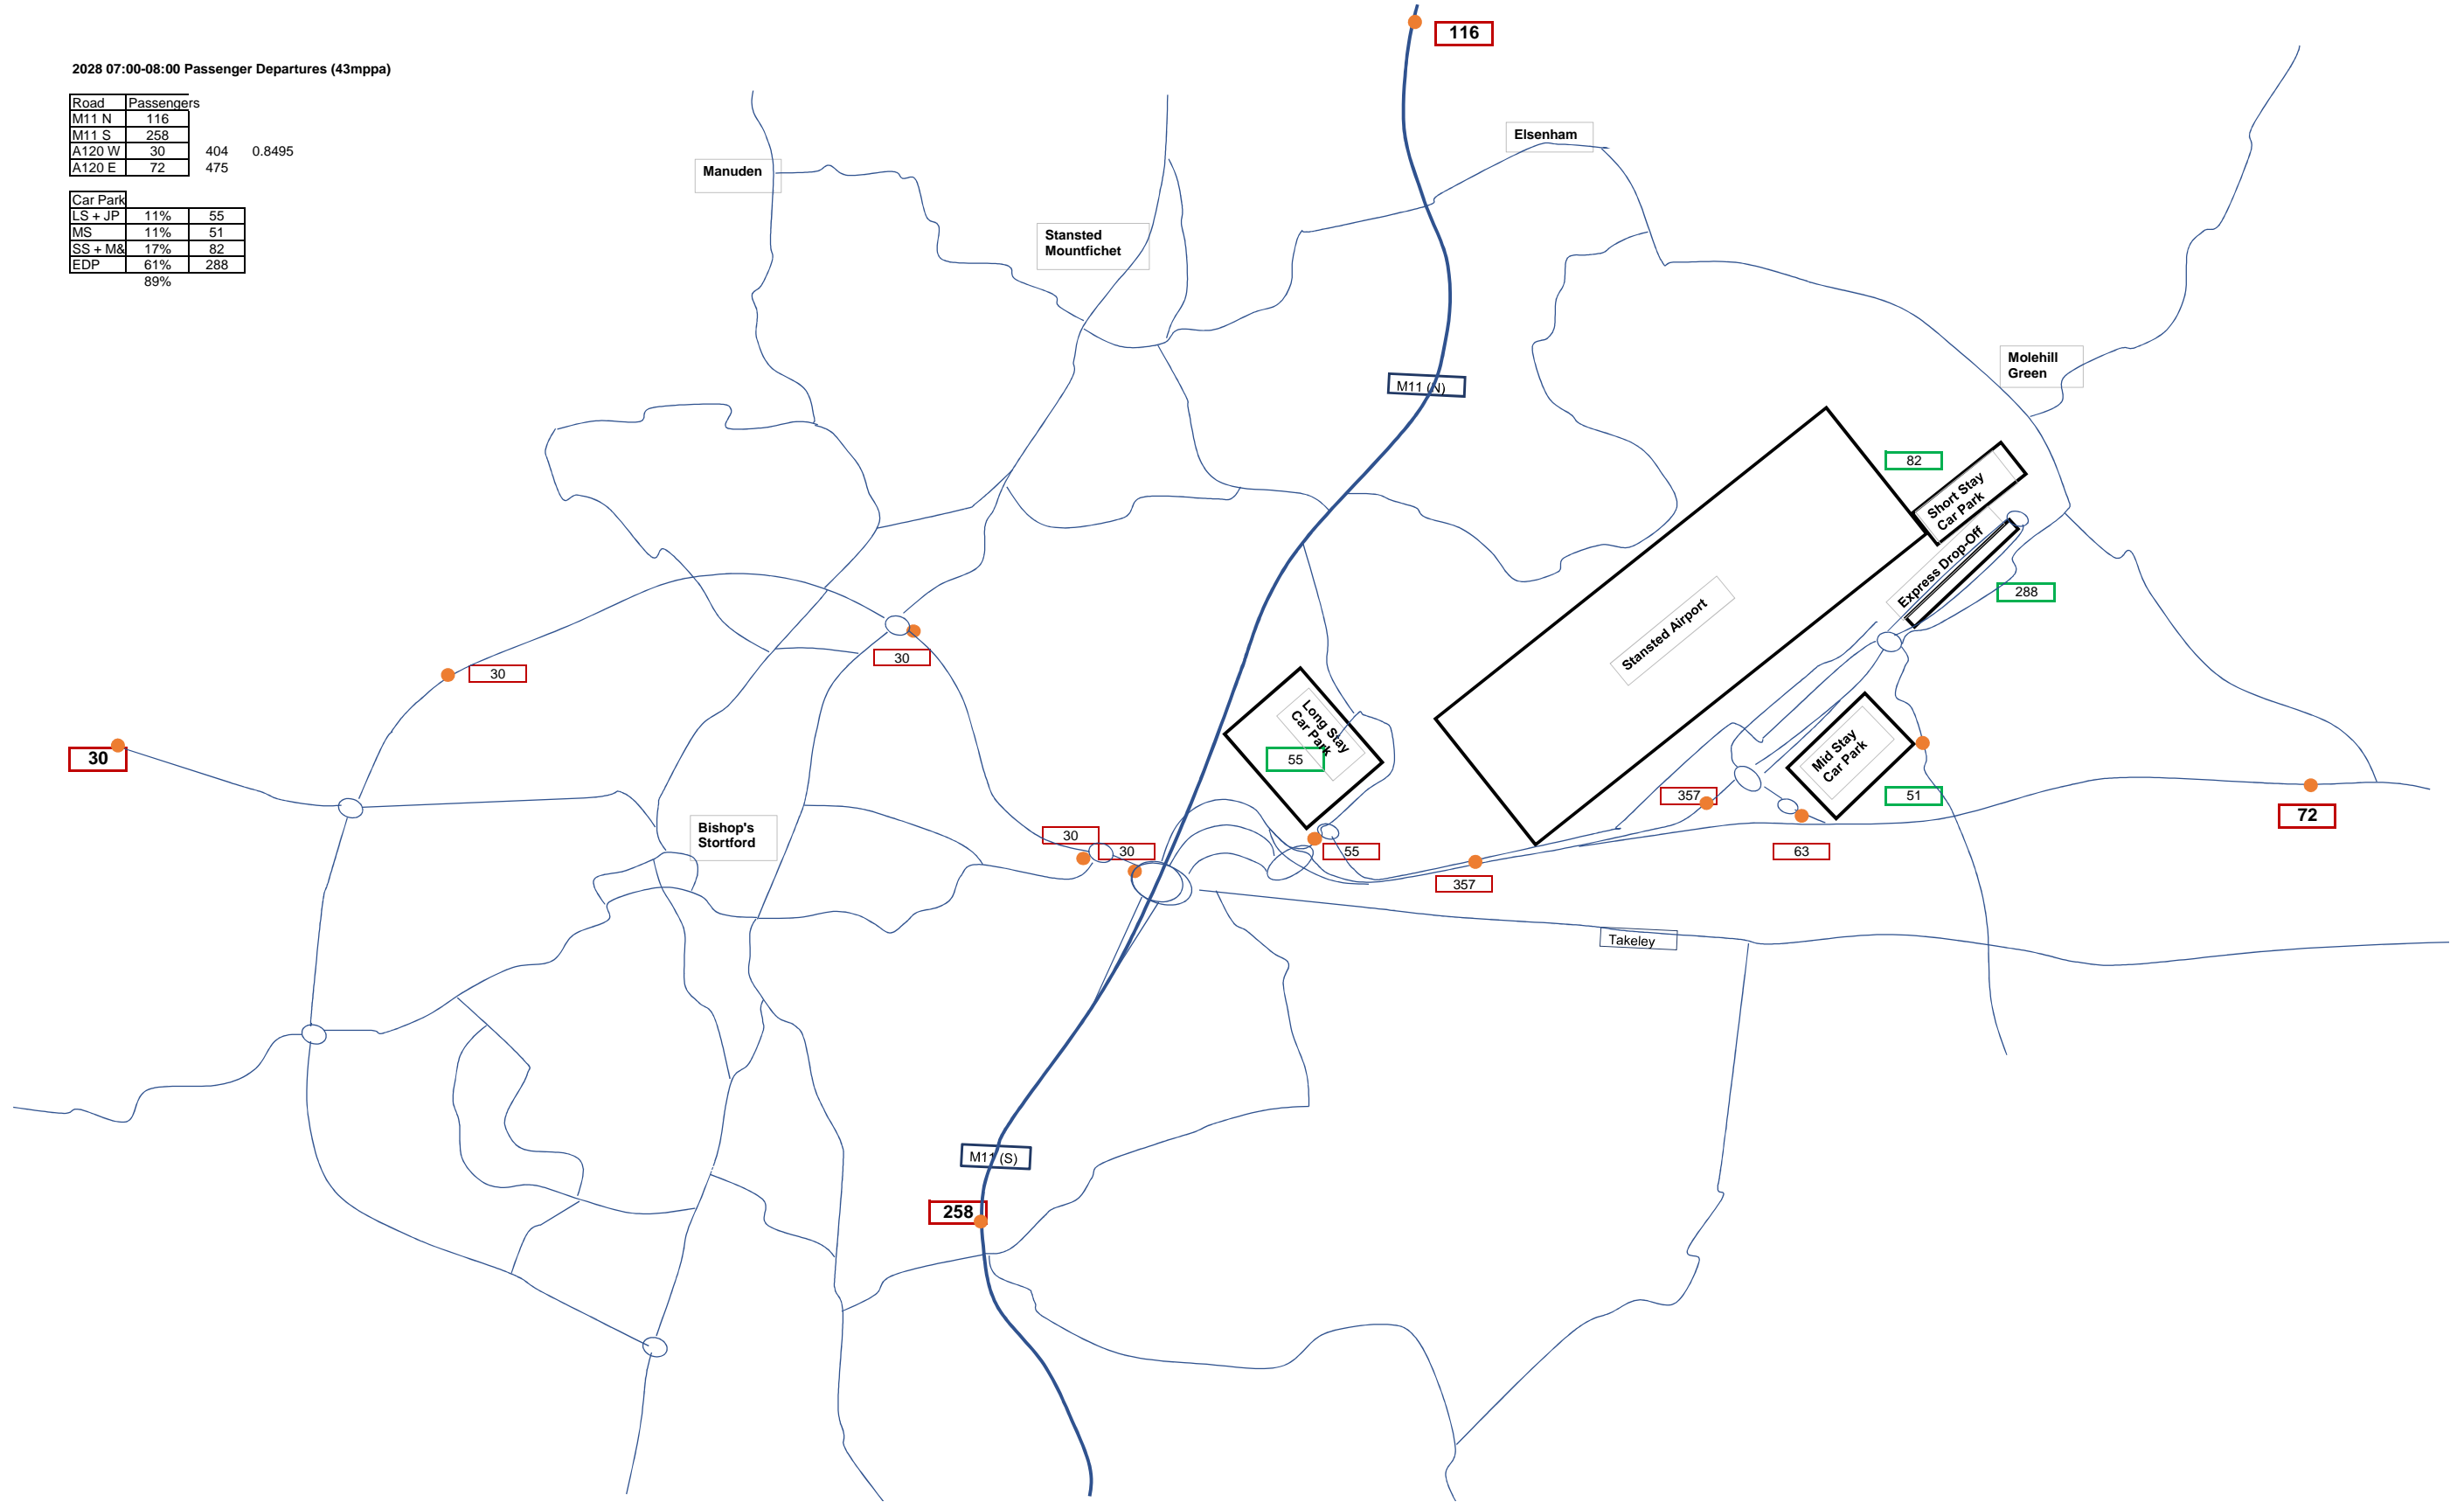 116
2028 07:00-08:00 Passenger Departures (43mppa)
Road Passengers
M11 N 116
M11 S 258
A120 W 30 404 0.8495
A120 E 72 475
Car Park
LS + JP 11% 55
MS 11% 51
SS + M& 17% 82
EDP 61% 288
89%
Elsenham
Manuden
Stansted
Mountfichet
Molehill
Green
M11 (N)
82
Short Stay
Car Park
Express Drop-Off
288
Stansted Airport
30
30
30
Long Stay
Car Park
55
Mid Stay
Car Park
51
357
72
Bishop's
Stortford
30
30
55
63
357
Takeley
M11 (S)
258